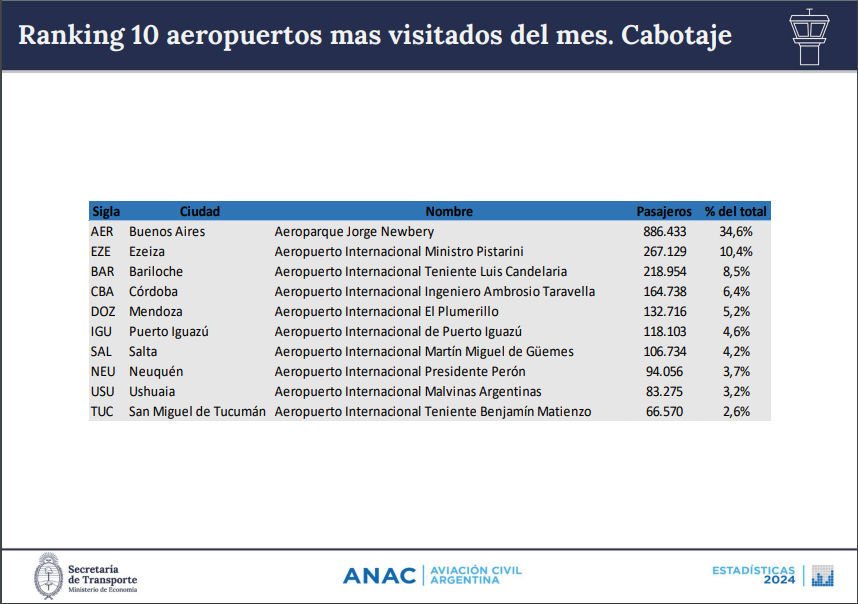 Ranking 10 aeropuertos mas visitados del mes. Cabotaje
Sigla Ciudad Nombre Pasajeros % del total
AER Buenos Aires Aeroparque Jorge Newbery 886.433 34,6%
EZE Ezeiza Aeropuerto Internacional Ministro Pistarini 267.129 10,4%
BAR Bariloche Aeropuerto Internacional Teniente Luis Candelaria 218.954 8,5%
CBA Córdoba Aeropuerto Internacional Ingeniero Ambrosio Taravella 164.738 6,4%
DOZ Mendoza Aeropuerto Internacional El Plumerillo 132.716 5,2%
IGU Puerto Iguazú Aeropuerto Internacional de Puerto Iguazú 118.103 4,6%
SAL Salta Aeropuerto Internacional Martín Miguel de Güemes 106.734 4,2%
NEU Neuquén Aeropuerto Internacional Presidente Perón 94.056 3,7%
USU Ushuaia Aeropuerto Internacional Malvinas Argentinas 83.275 3,2%
TUC San Miguel de Tucumán Aeropuerto Internacional Teniente Benjamín Matienzo 66.570 2,6%
Secretaría
de Transporte
Ministerio de Economía
ANAC
AVIACIÓN CIVIL
ARGENTINA
ESTADÍSTICAS
2024